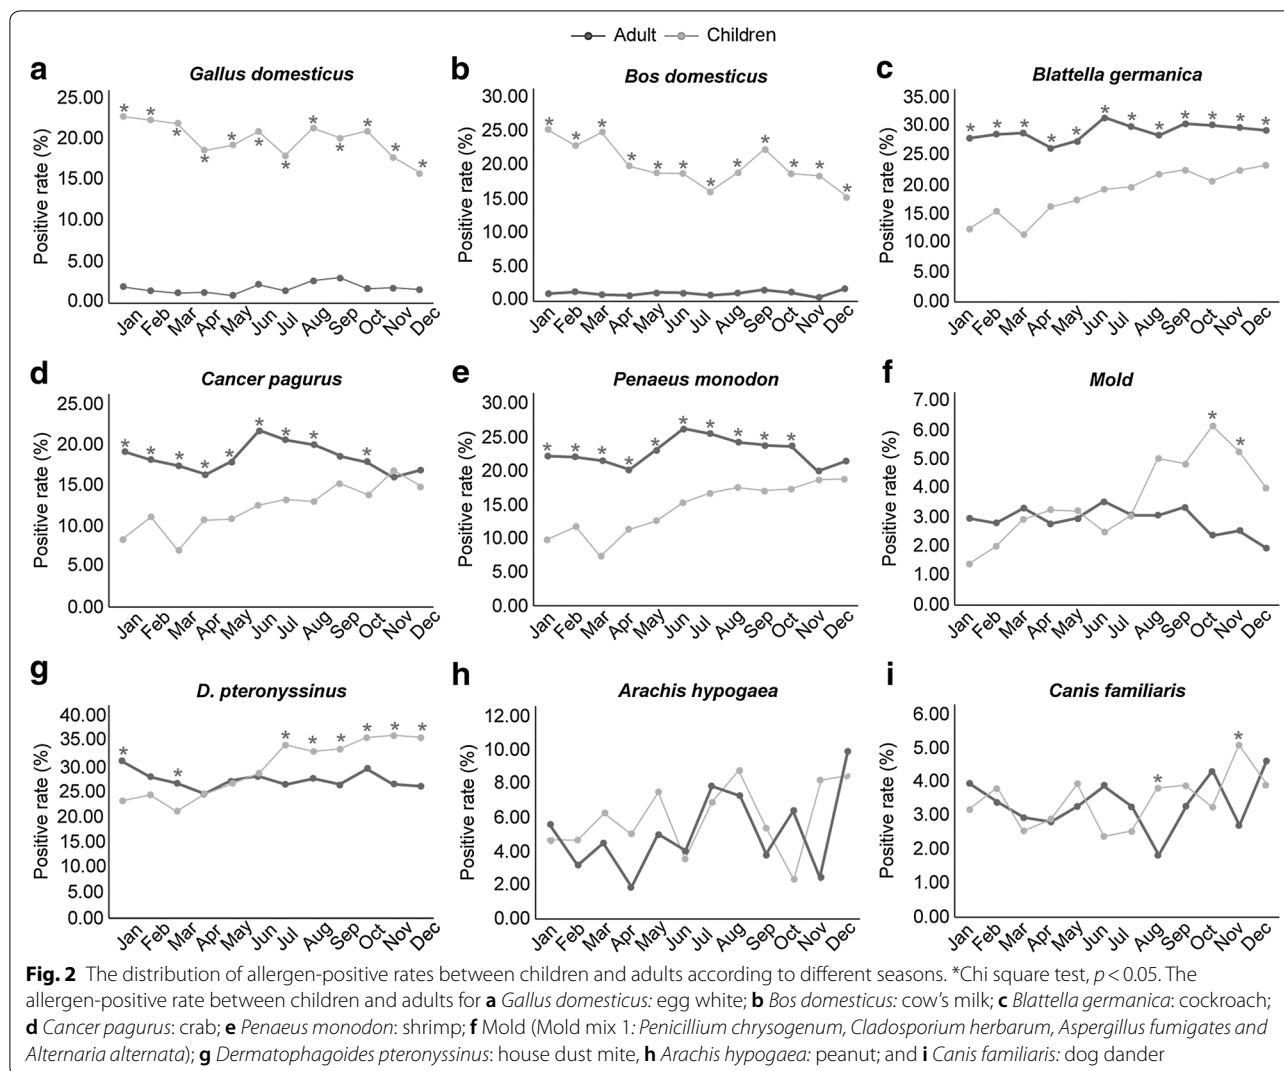 Adult Children
a Gallus domesticus
Positive rate (%)
25.00
20.00
15.00
10.00
5.00
0.00
* * * * * * * * * * * *
Jan Feb Mar Apr May Jun Jul Aug Sep Oct Nov Dec
b Bos domesticus
Positive rate (%)
30.00
25.00
20.00
15.00
10.00
5.00
0.00
* * * * * * * * * * * *
Jan Feb Mar Apr May Jun Jul Aug Sep Oct Nov Dec
c Blattella germanica
Positive rate (%)
35.00
30.00
25.00
20.00
15.00
10.00
5.00
0.00
* * * * * * * * * * * *
Jan Feb Mar Apr May Jun Jul Aug Sep Oct Nov Dec
d Cancer pagurus
Positive rate (%)
25.00
20.00
15.00
10.00
5.00
0.00
* * * * * * * * *
Jan Feb Mar Apr May Jun Jul Aug Sep Oct Nov Dec
e Penaeus monodon
Positive rate (%)
30.00
25.00
20.00
15.00
10.00
5.00
0.00
* * * * * * * * * *
Jan Feb Mar Apr May Jun Jul Aug Sep Oct Nov Dec
f Mold
Positive rate (%)
7.00
6.00
5.00
4.00
3.00
2.00
1.00
0.00
* *
Jan Feb Mar Apr May Jun Jul Aug Sep Oct Nov Dec
g D. pteronyssinus
Positive rate (%)
40.00
35.00
30.00
25.00
20.00
15.00
10.00
5.00
0.00
* * * * * * * *
Jan Feb Mar Apr May Jun Jul Aug Sep Oct Nov Dec
h Arachis hypogaea
Positive rate (%)
12.00
10.00
8.00
6.00
4.00
2.00
0.00
Jan Feb Mar Apr May Jun Jul Aug Sep Oct Nov Dec
i Canis familiaris
Positive rate (%)
6.00
5.00
4.00
3.00
2.00
1.00
0.00
* *
Jan Feb Mar Apr May Jun Jul Aug Sep Oct Nov Dec
Fig. 2 The distribution of allergen-positive rates between children and adults according to different seasons. *Chi square test, p < 0.05. The
allergen-positive rate between children and adults for a Gallus domesticus: egg white; b Bos domesticus: cow's milk; c Blattella germanica: cockroach;
d Cancer pagurus: crab; e Penaeus monodon: shrimp; f Mold (Mold mix 1: Penicillium chrysogenum, Cladosporium herbarum, Aspergillus fumigates and
Alternaria alternata); g Dermatophagoides pteronyssinus: house dust mite, h Arachis hypogaea: peanut; and i Canis familiaris: dog dander